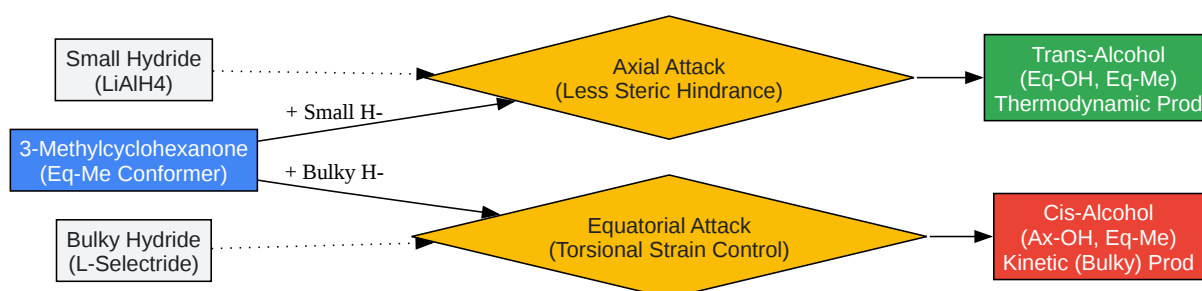 Small Hydride
(LiAlH4)
Axial Attack
(Less Steric Hindrance)
Trans-Alcohol
(Eq-OH, Eq-Me)
Thermodynamic Prod
+ Small H-
3-Methylcyclohexanone
(Eq-Me Conformer)
+ Bulky H-
Bulky Hydride
(L-Selectride)
Equatorial Attack
(Torsional Strain Control)
Cis-Alcohol
(Ax-OH, Eq-Me)
Kinetic (Bulky) Prod